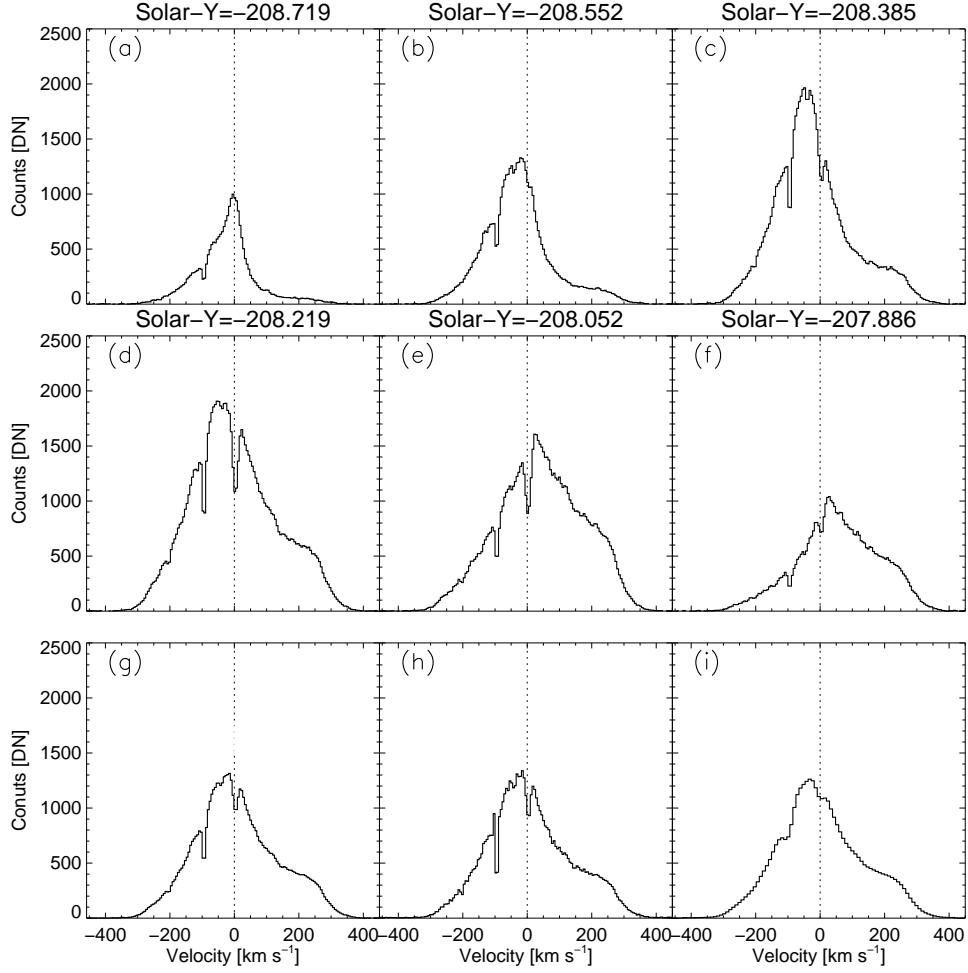 Solar−Y=−208.719 Solar−Y=−208.552 Solar−Y=−208.385
2500
(a) (b) (c)
2000
1500
1000
500
0
Counts [DN]
Solar−Y=−208.219 Solar−Y=−208.052 Solar−Y=−207.886
2500
(d) (e) (f)
2000
1500
1000
500
0
Counts [DN]
2500
(g) (h) (i)
2000
1500
1000
500
0
Conuts [DN]
−400 −200 0 200 400 −400 −200 0 200 400 −400 −200 0 200 400
Velocity [km s⁻¹] Velocity [km s⁻¹] Velocity [km s⁻¹]